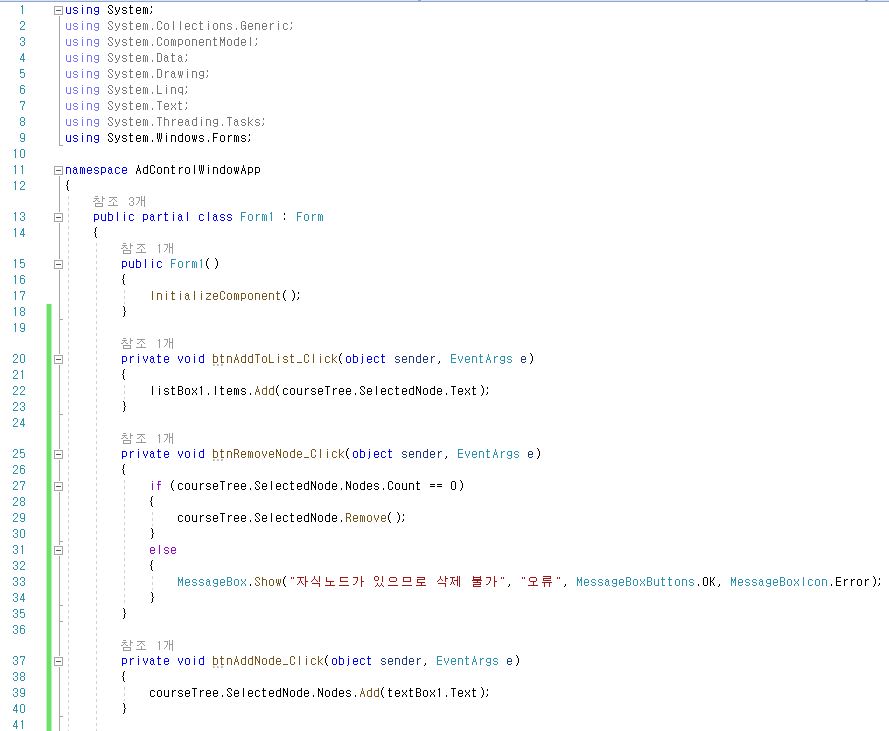 1 using System;
2 using System.Collections.Generic;
3 using System.ComponentModel;
4 using System.Data;
5 using System.Drawing;
6 using System.Linq;
7 using System.Text;
8 using System.Threading.Tasks;
9 using System.Windows.Forms;
10
11 namespace AdControlWindowApp
12 {
참조 3개
13 public partial class Form1 : Form
14 {
참조 1개
15 public Form1()
16 {
17 InitializeComponent();
18 }
19
참조 1개
20 private void btnAddToList_Click(object sender, EventArgs e)
21 {
22 listBox1.Items.Add(courseTree.SelectedNode.Text);
23 }
24
참조 1개
25 private void btnRemoveNode_Click(object sender, EventArgs e)
26 {
27 if (courseTree.SelectedNode.Nodes.Count == 0)
28 {
29 courseTree.SelectedNode.Remove();
30 }
31 else
32 {
33 MessageBox.Show("자식노드가 있으므로 삭제 불가", "오류", MessageBoxButtons.OK, MessageBoxIcon.Error);
34 }
35 }
36
참조 1개
37 private void btnAddNode_Click(object sender, EventArgs e)
38 {
39 courseTree.SelectedNode.Nodes.Add(textBox1.Text);
40 }
41